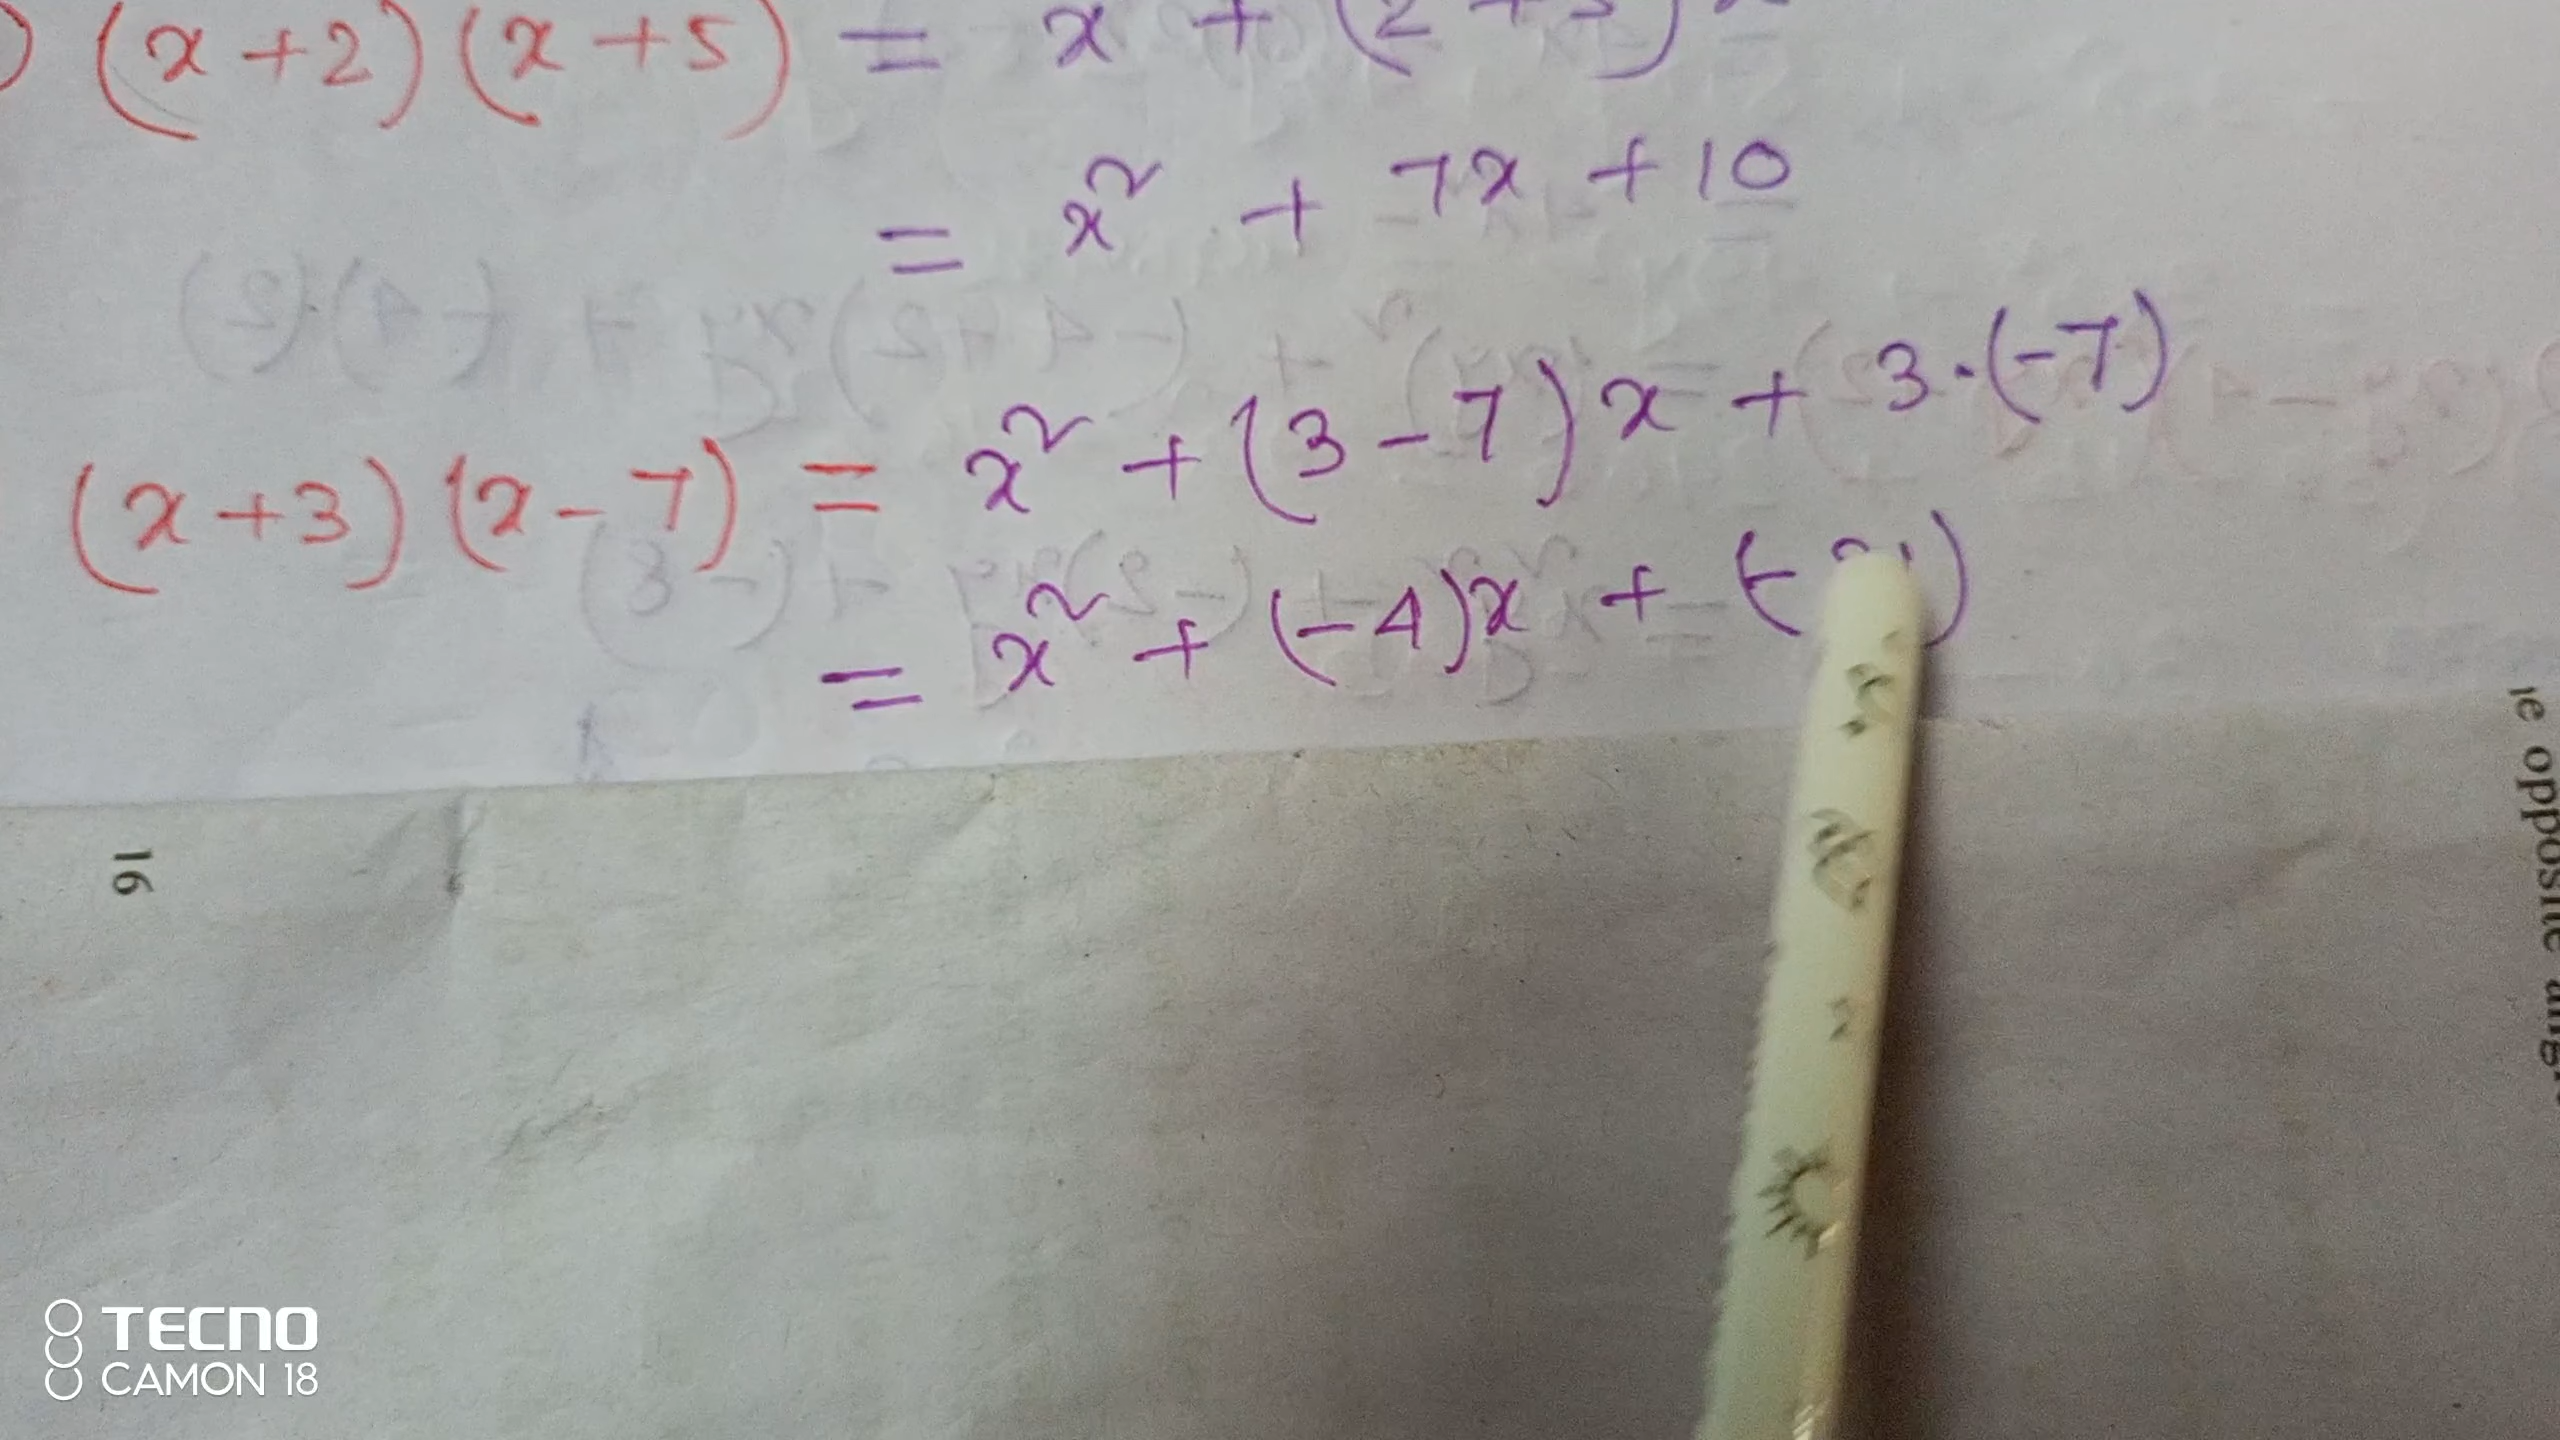 (x+2)(x+5) = x + (2+5)
= x² + 7x + 10
(x+3)(x-7) = x² + (3-7)x + 3·(-7)
= x² + (-4)x + (-
16
opposite
TECNO
CAMON 18